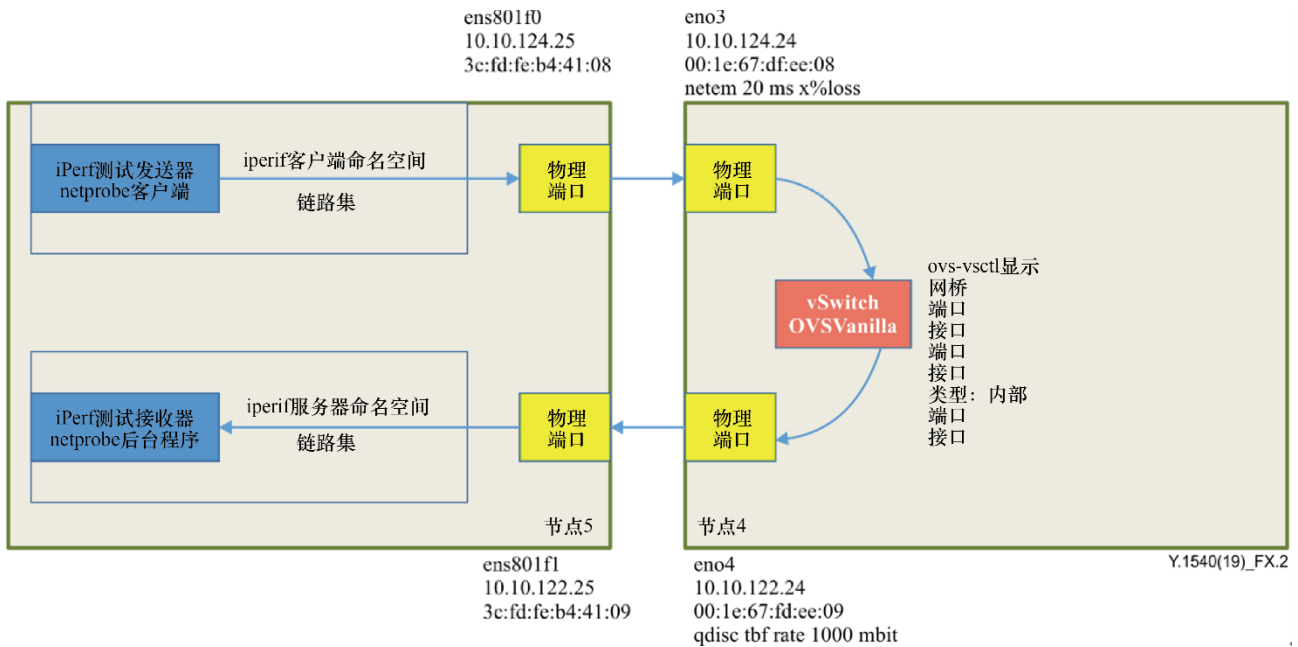 ens801f0
10.10.124.25
3c:fd:fe:b4:41:08
eno3
10.10.124.24
00:1e:67:df:ee:08
netem 20 ms x%loss
iPerf测试发送器
netprobe客户端
iperif客户端命名空间
链路集
物理
端口
物理
端口
vSwitch
OVSVanilla
ovs-vsctl显示
网桥
端口
接口
端口
接口
类型：内部
端口
接口
iPerf测试接收器
netprobe后台程序
iperif服务器命名空间
链路集
物理
端口
物理
端口
节点5
节点4
ens801f1
10.10.122.25
3c:fd:fe:b4:41:09
eno4
10.10.122.24
00:1e:67:fd:ee:09
qdisc tbf rate 1000 mbit
Y.1540(19)_FX.2